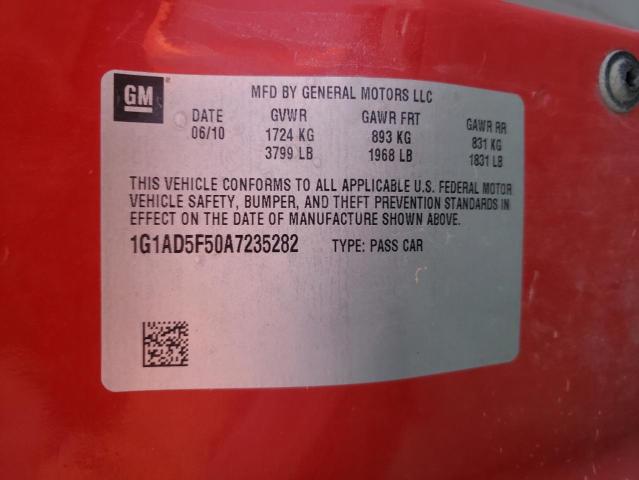 GM
MFD BY GENERAL MOTORS LLC
DATE GVWR GAWR FRT GAWR RR
06/10 1724 KG 893 KG 831 KG
3799 LB 1968 LB 1831 LB
THIS VEHICLE CONFORMS TO ALL APPLICABLE U.S. FEDERAL MOTOR
VEHICLE SAFETY, BUMPER, AND THEFT PREVENTION STANDARDS IN
EFFECT ON THE DATE OF MANUFACTURE SHOWN ABOVE.
1G1AD5F50A7235282 TYPE: PASS CAR